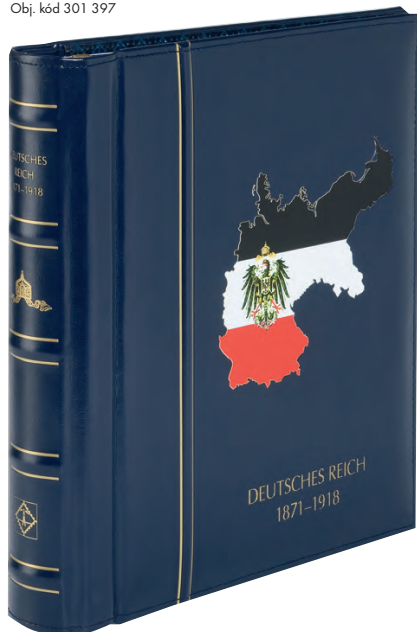 Obj. kód 301 397
DEUTSCHES
REICH
1871–1918
DEUTSCHES REICH
1871–1918